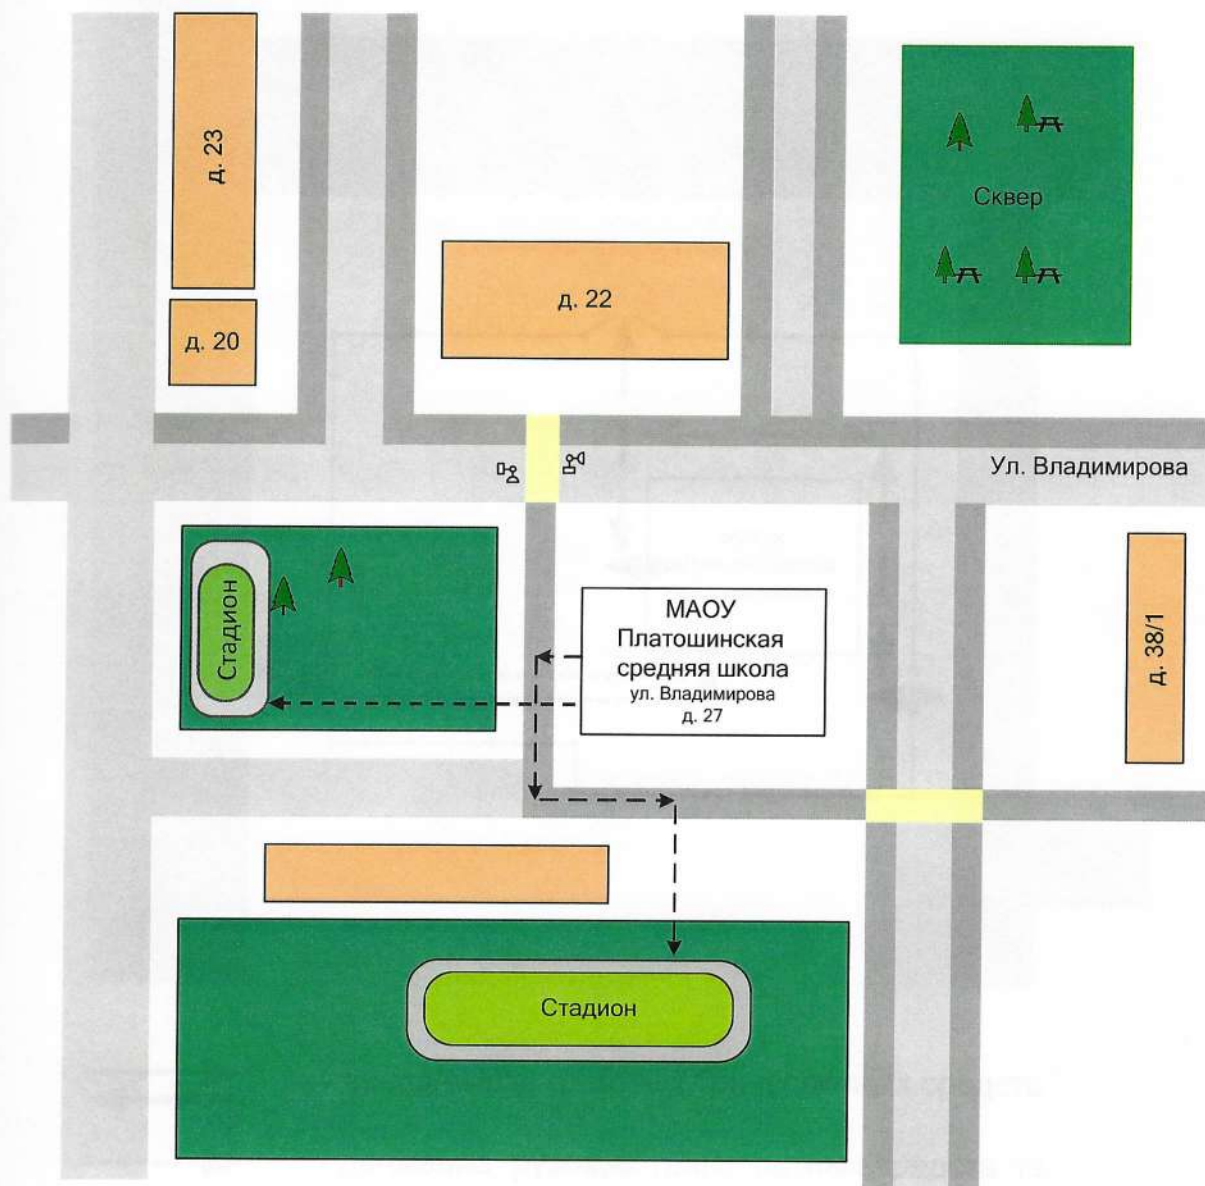 д. 23
д. 20
д. 22
Сквер
Ул. Владимирова
Стадион
МАОУ
Платошинская
средняя школа
ул. Владимирова
д. 27
д. 38/1
Стадион